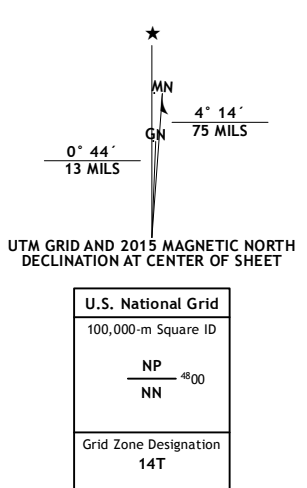 ★
MN
4° 14´
75 MILS
GN
0° 44´
13 MILS
UTM GRID AND 2015 MAGNETIC NORTH
DECLINATION AT CENTER OF SHEET
U.S. National Grid
100,000-m Square ID
NP
4800
NN
Grid Zone Designation
14T